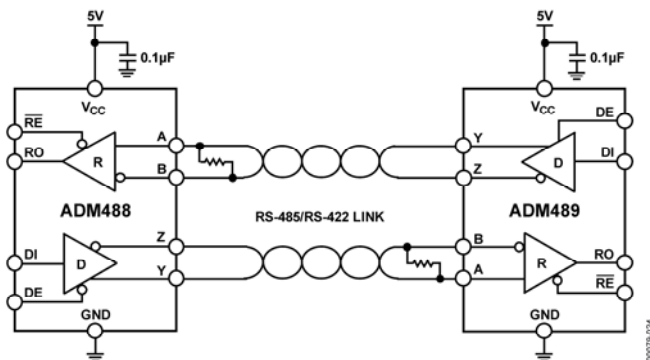 5V
5V
0.1µF
0.1µF
VCC
VCC
RE
RO
R
A
B
Y
Z
DE
DI
D
ADM488
RS-485/RS-422 LINK
ADM489
DI
DE
D
Z
Y
B
A
R
RO
RE
GND
GND